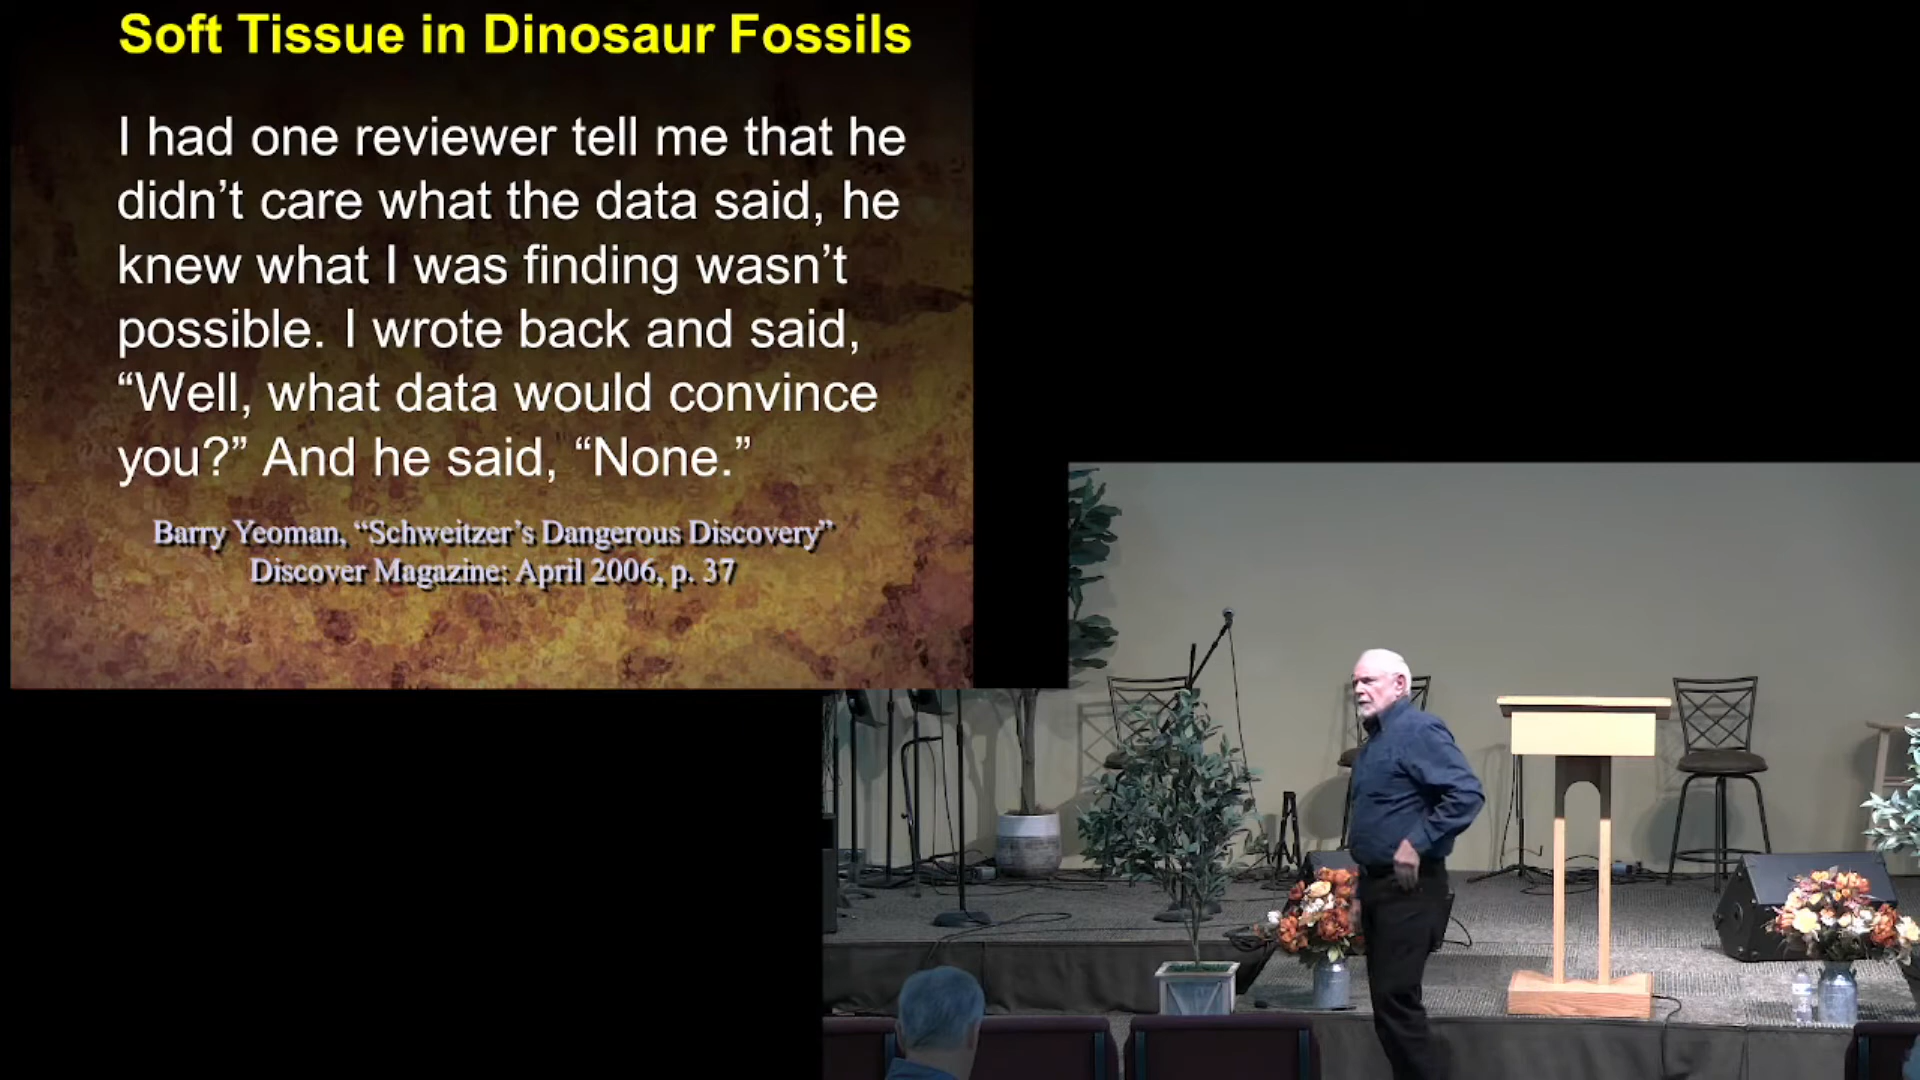 Soft Tissue in Dinosaur Fossils
I had one reviewer tell me that he
didn’t care what the data said, he
knew what I was finding wasn’t
possible. I wrote back and said,
“Well, what data would convince
you?” And he said, “None.”
Barry Yeoman, “Schweitzer’s Dangerous Discovery”
Discover Magazine: April 2006, p. 37